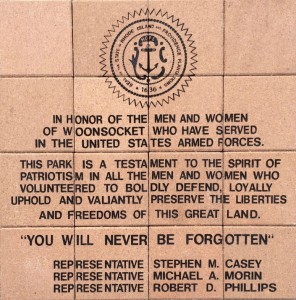 SEAL OF THE STATE OF RHODE ISLAND AND PROVIDENCE PLANTATIONS
HOPE
1636
IN HONOR OF THE MEN AND WOMEN
OF WOONSOCKET WHO HAVE SERVED
IN THE UNITED STATES ARMED FORCES.
THIS PARK IS A TESTAMENT TO THE SPIRIT OF
PATRIOTISM IN ALL THE MEN AND WOMEN WHO
VOLUNTEERED TO BOLDLY DEFEND, LOYALLY
UPHOLD AND VALIANTLY PRESERVE THE LIBERTIES
AND FREEDOMS OF THIS GREAT LAND.
"YOU WILL NEVER BE FORGOTTEN"
REPRESENTATIVE STEPHEN M. CASEY
REPRESENTATIVE MICHAEL A. MORIN
REPRESENTATIVE ROBERT D. PHILLIPS